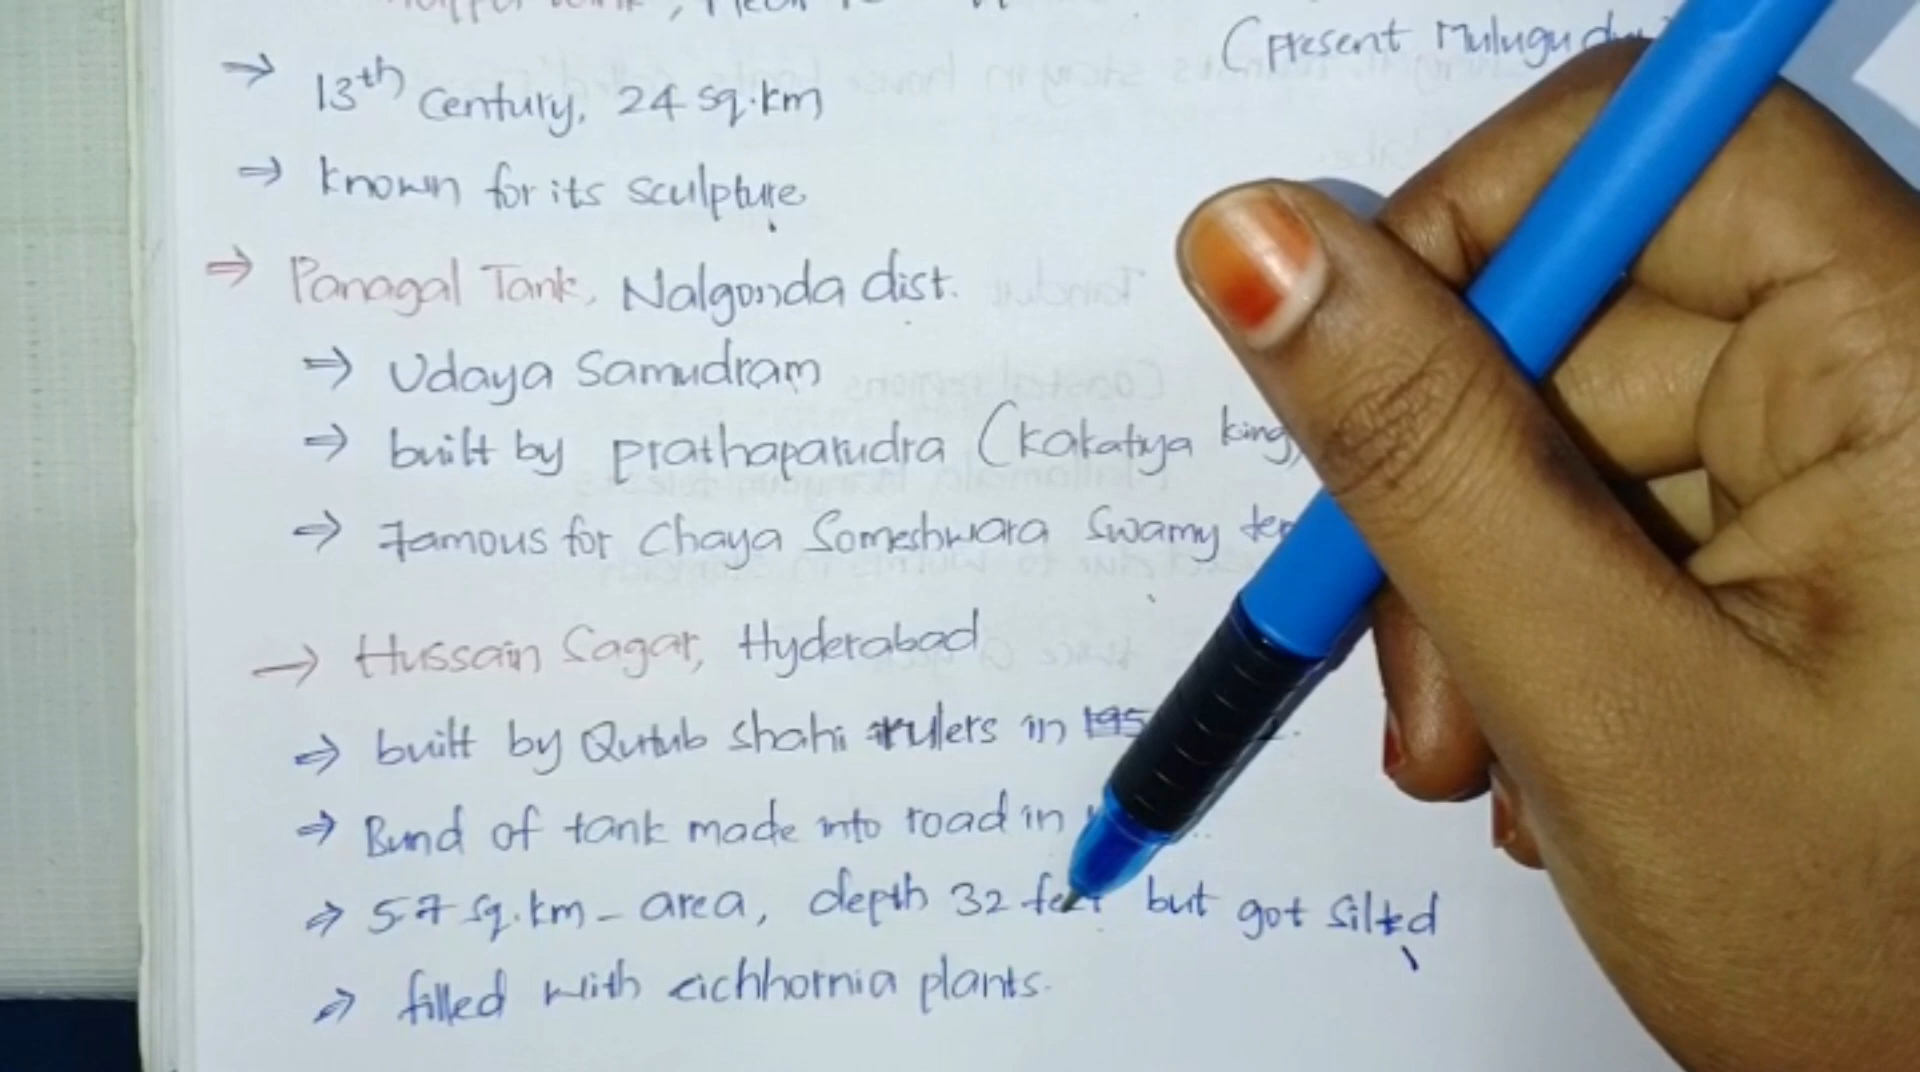 (present Mulugu
⇒ 13th Century, 24 sq.km
⇒ known for its sculpture
⇒ Panagal Tank, Nalgonda dist.
⇒ Udaya Samudram
⇒ built by prathaparudra (Kakatiya king)
⇒ Famous for Chaya Someshwara Swamy
→ Hussain Sagar, Hyderabad
⇒ built by Qutub shahi rulers in
⇒ Bund of tank made into road in
⇒ 57 sq.km - area, depth 32 feet but got silted
⇒ filled with eichhornia plants.